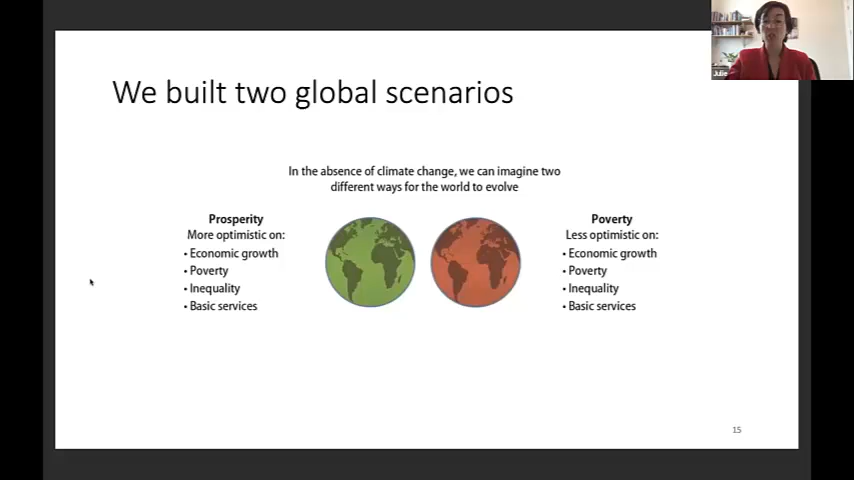 Julie
We built two global scenarios
In the absence of climate change, we can imagine two
different ways for the world to evolve
Prosperity
More optimistic on:
• Economic growth
• Poverty
• Inequality
• Basic services
Poverty
Less optimistic on:
• Economic growth
• Poverty
• Inequality
• Basic services
15